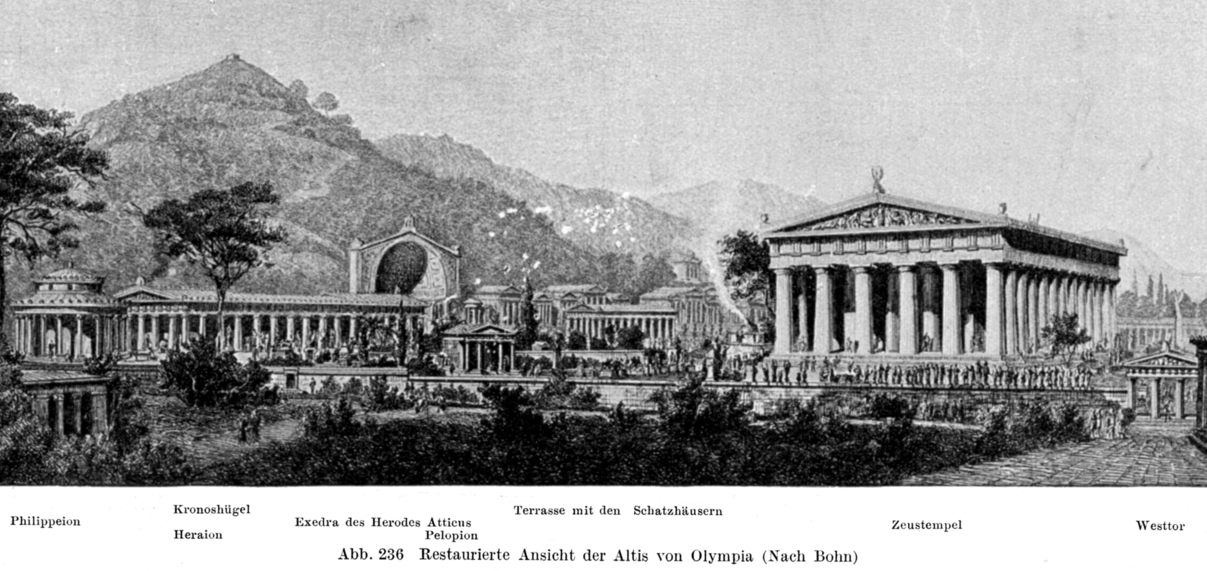 Philippeion
Kronoshügel
Heraion
Exedra des Herodes Atticus
Pelopion
Terrasse mit den Schatzhäusern
Zeustempel
Westtor
Abb. 236 Restaurierte Ansicht der Altis von Olympia (Nach Bohn)